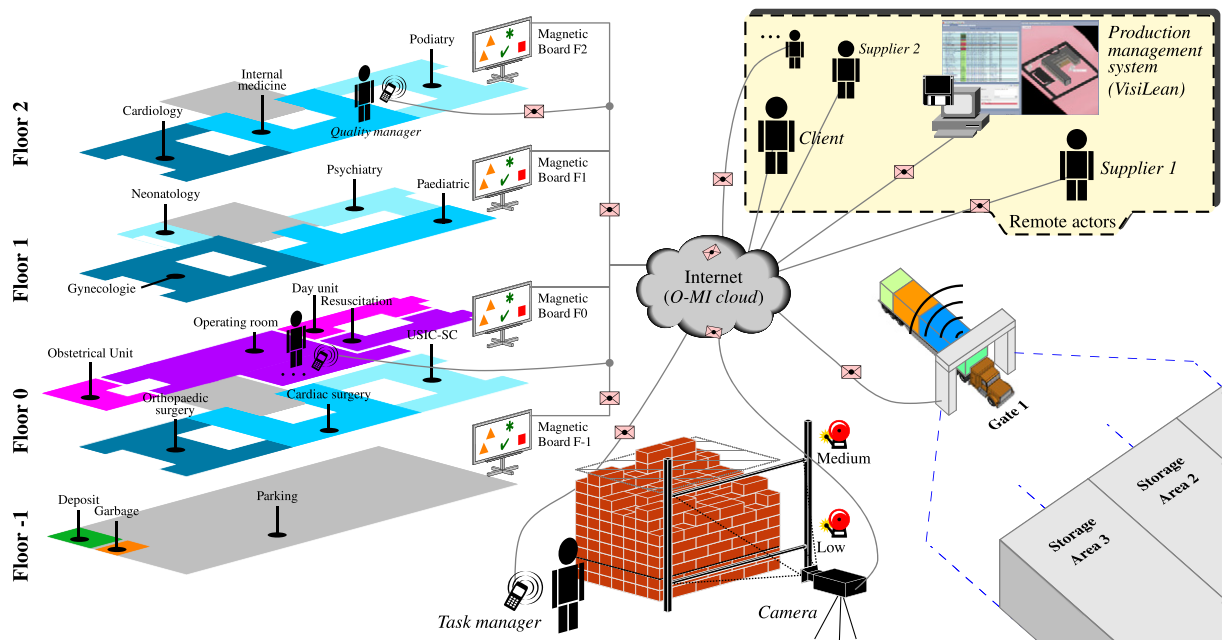 Floor 2
Cardiology
Internal
medicine
Quality manager
Podiatry
Magnetic
Board F2
Floor 1
Neonatology
Gynecologie
Psychiatry
Paediatric
Magnetic
Board F1
Floor 0
Obstetrical Unit
Operating room
Day unit
Resuscitation
USIC-SC
...
Orthopaedic
surgery
Cardiac surgery
Magnetic
Board F0
Floor -1
Deposit
Garbage
Parking
Magnetic
Board F-1
Internet
(O-MI cloud)
...
Supplier 2
Client
Production
management
system
(VisiLean)
Supplier 1
Remote actors
Gate 1
Storage
Area 2
Storage
Area 3
Medium
Low
Camera
Task manager